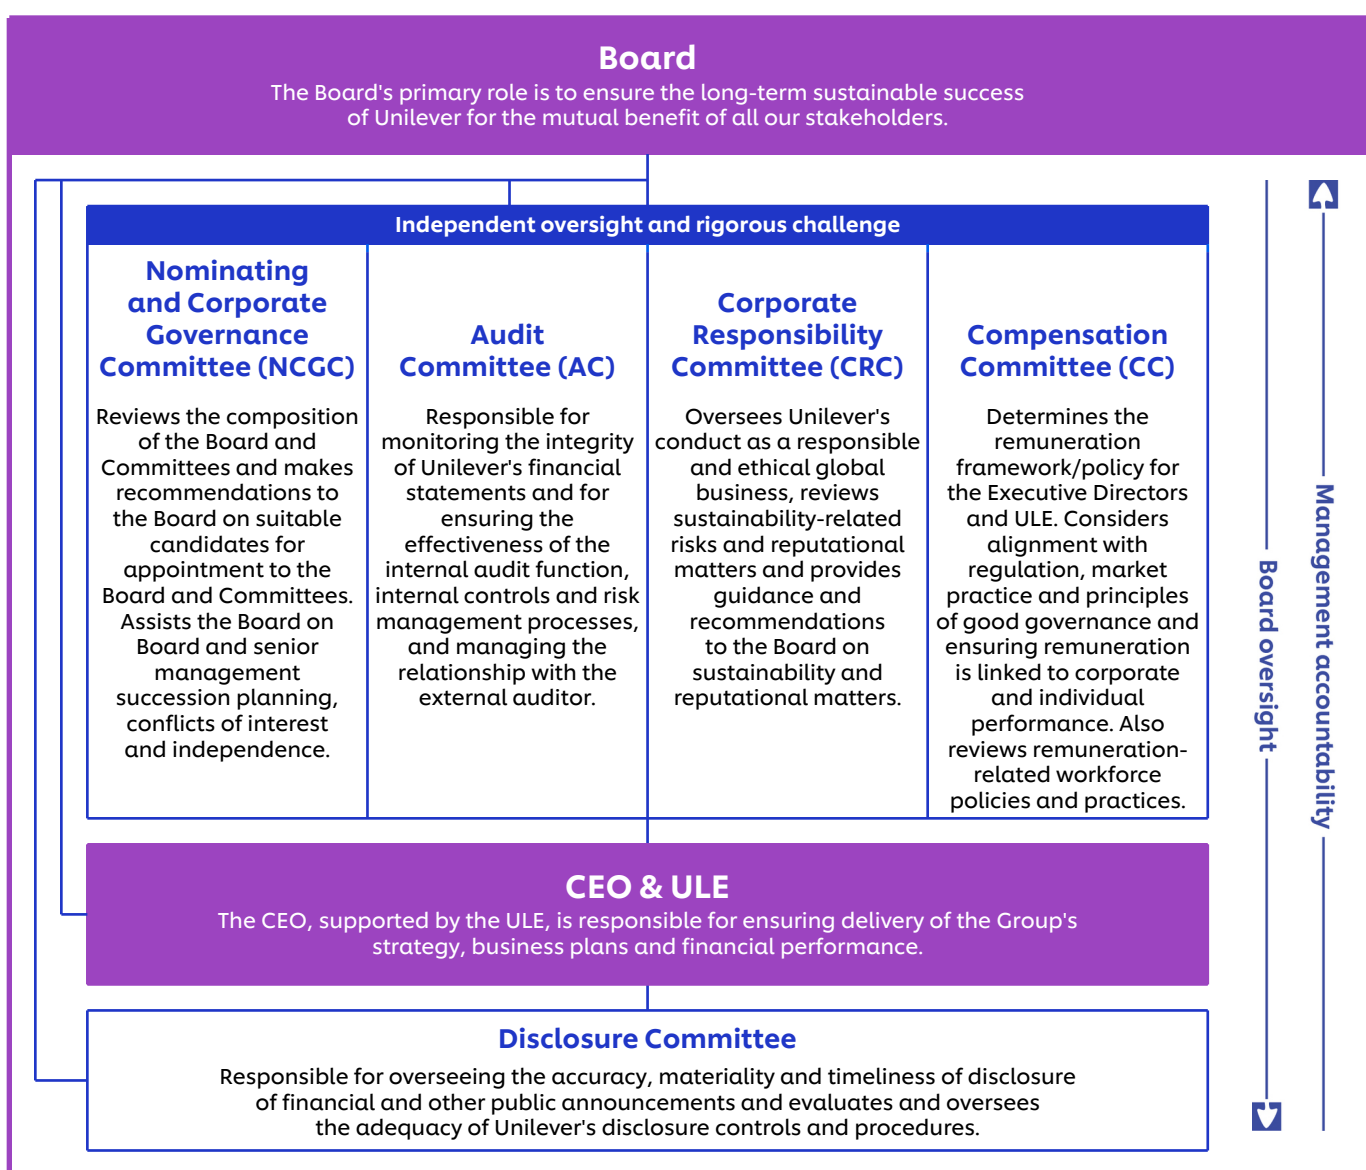 Board
The Board's primary role is to ensure the long-term sustainable success
of Unilever for the mutual benefit of all our stakeholders.
Independent oversight and rigorous challenge
Nominating
and Corporate
Governance
Committee (NCGC)
Reviews the composition
of the Board and
Committees and makes
recommendations to
the Board on suitable
candidates for
appointment to the
Board and Committees.
Assists the Board on
Board and senior
management
succession planning,
conflicts of interest
and independence.
Audit
Committee (AC)
Responsible for
monitoring the integrity
of Unilever's financial
statements and for
ensuring the
effectiveness of the
internal audit function,
internal controls and risk
management processes,
and managing the
relationship with the
external auditor.
Corporate
Responsibility
Committee (CRC)
Oversees Unilever's
conduct as a responsible
and ethical global
business, reviews
sustainability-related
risks and reputational
matters and provides
guidance and
recommendations
to the Board on
sustainability and
reputational matters.
Compensation
Committee (CC)
Determines the
remuneration
framework/policy for
the Executive Directors
and ULE. Considers
alignment with
regulation, market
practice and principles
of good governance and
ensuring remuneration
is linked to corporate
and individual
performance. Also
reviews remuneration-
related workforce
policies and practices.
Board oversight
Management accountability
CEO & ULE
The CEO, supported by the ULE, is responsible for ensuring delivery of the Group's
strategy, business plans and financial performance.
Disclosure Committee
Responsible for overseeing the accuracy, materiality and timeliness of disclosure
of financial and other public announcements and evaluates and oversees
the adequacy of Unilever's disclosure controls and procedures.